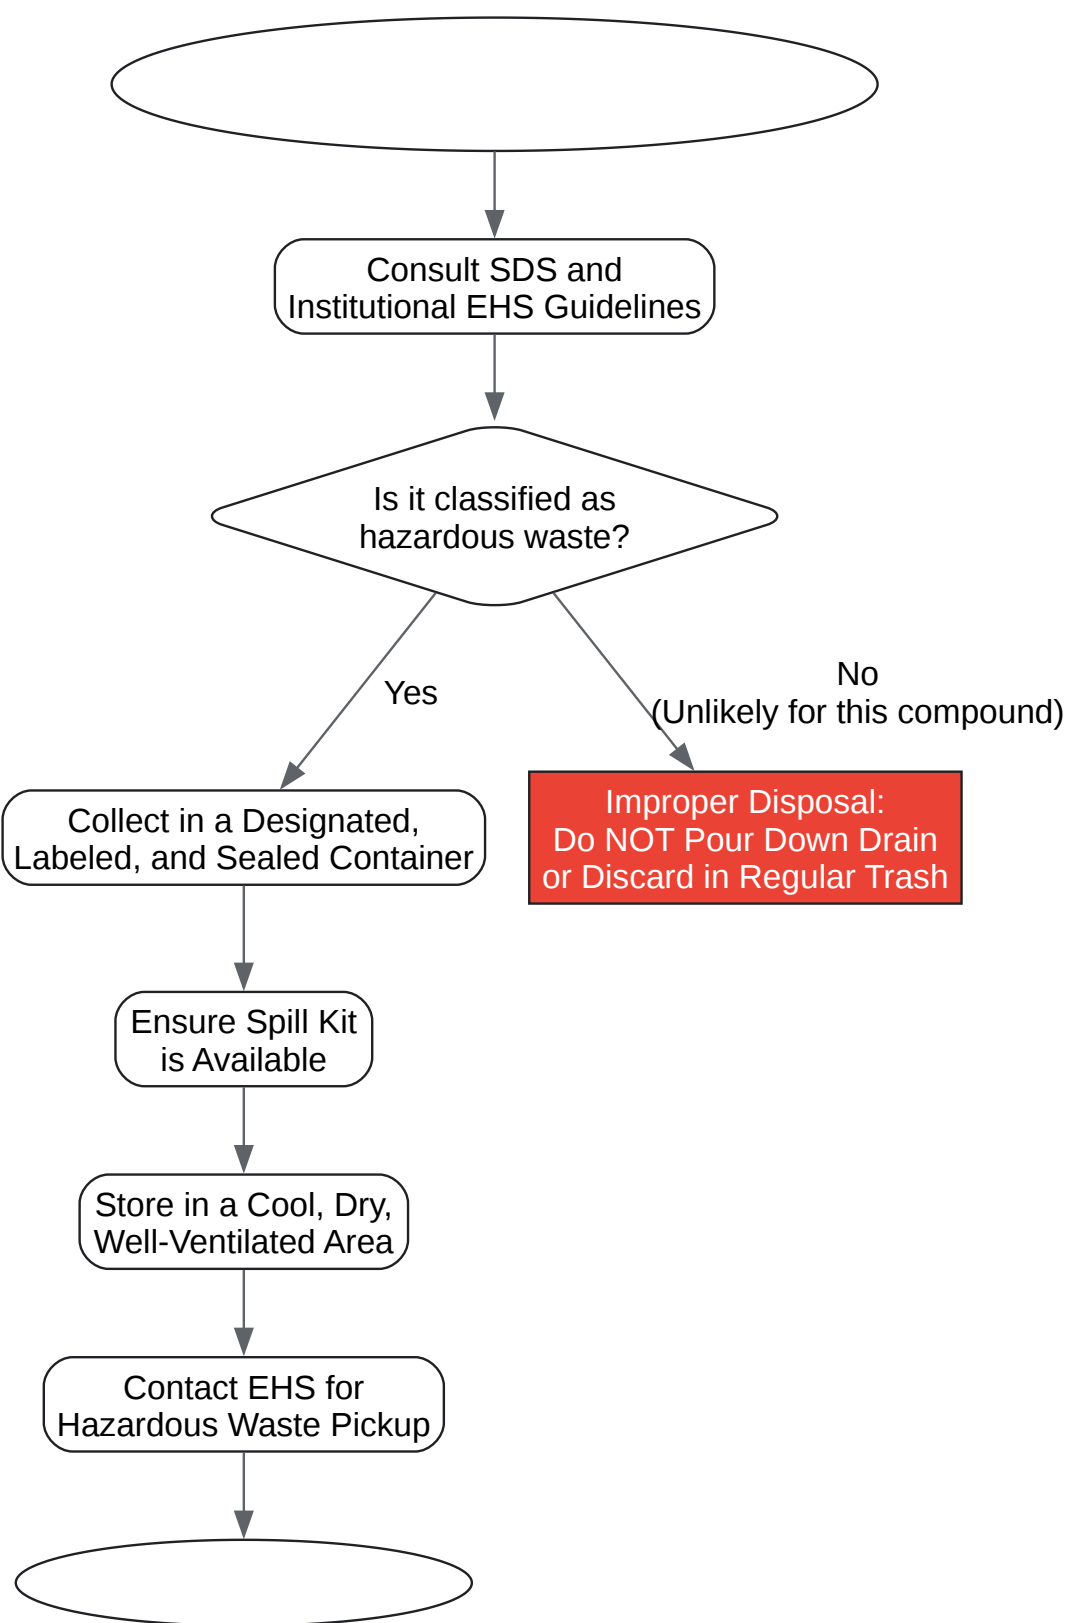 Consult SDS and
Institutional EHS Guidelines
Is it classified as
hazardous waste?
Yes
No
(Unlikely for this compound)
Collect in a Designated,
Labeled, and Sealed Container
Improper Disposal:
Do NOT Pour Down Drain
or Discard in Regular Trash
Ensure Spill Kit
is Available
Store in a Cool, Dry,
Well-Ventilated Area
Contact EHS for
Hazardous Waste Pickup